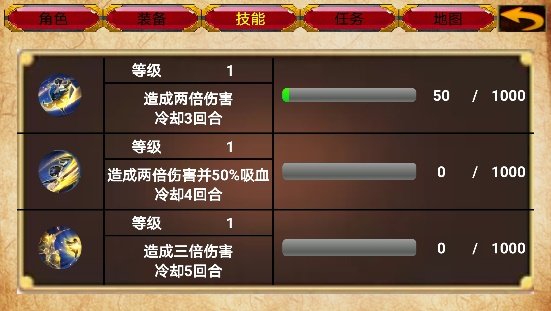 角色 装备 技能 任务 地图
等级 1
造成两倍伤害
冷却3回合
50 / 1000
等级 1
造成两倍伤害并50%吸血
冷却4回合
0 / 1000
等级 1
造成三倍伤害
冷却5回合
0 / 1000